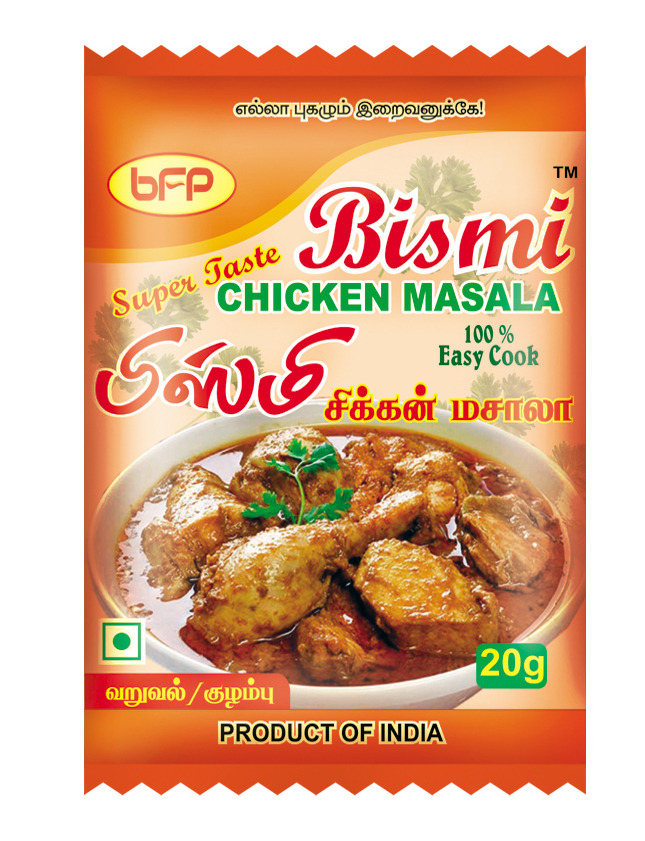 எல்லா புகழும் இறைவனுக்கே!
bFP
TM
Bismi
Super Taste
CHICKEN MASALA
100 %
Easy Cook
பிஸ்மி
சிக்கன் மசாலா
20g
வறுவல் / குழம்பு
PRODUCT OF INDIA